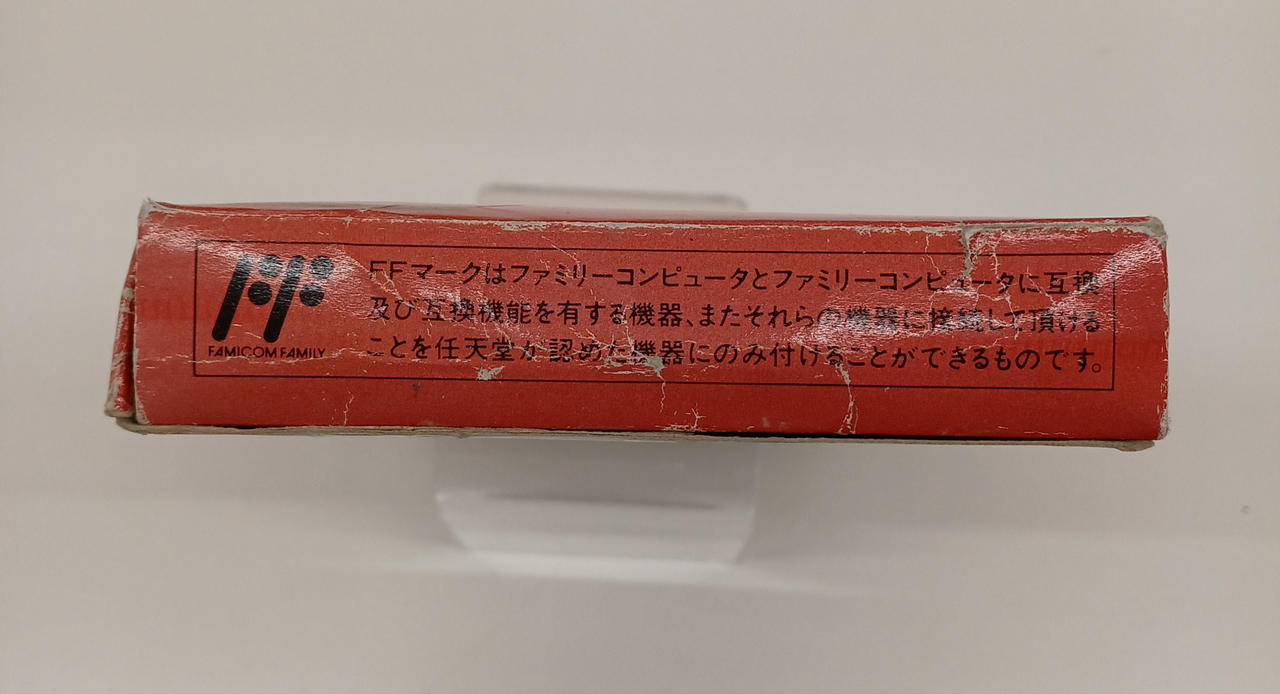 FAMICOM FAMILY
FFマークはファミリーコンピュータとファミリーコンピュータに互換
及び互換機能を有する機器、またそれらの機器に接続して頂ける
ことを任天堂が認めた機器にのみ付けることができるものです。